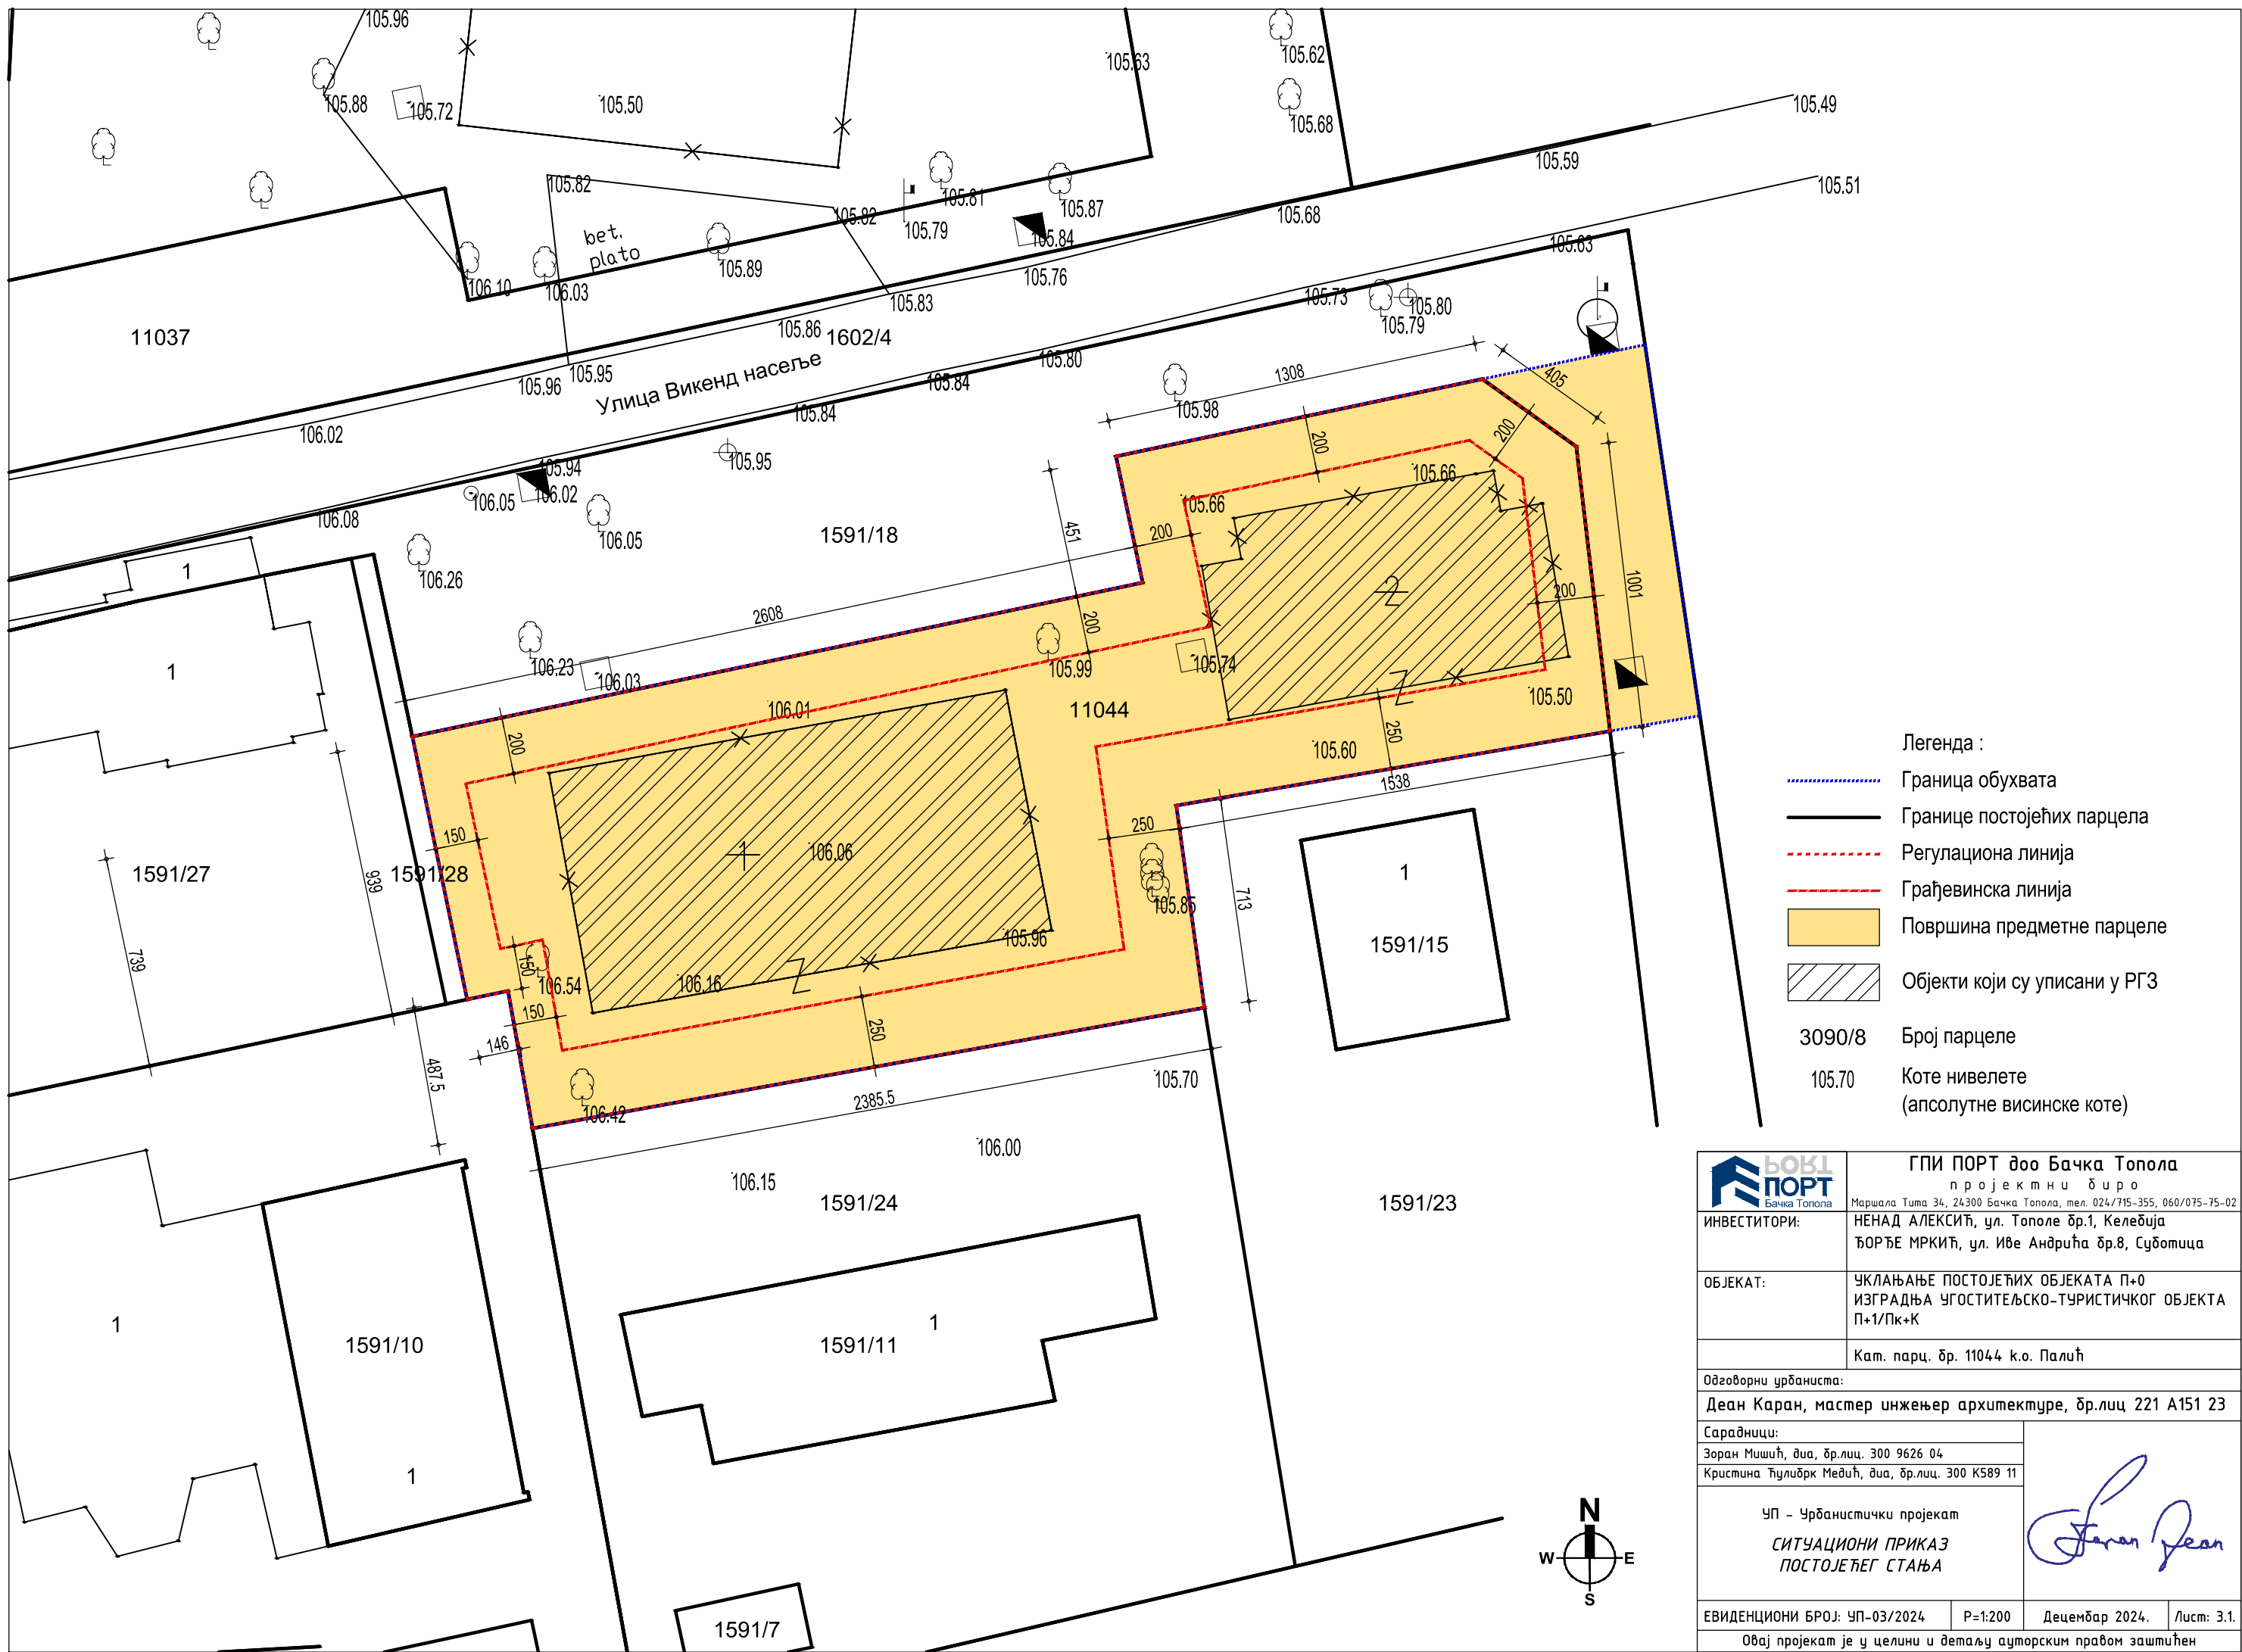 105.96
105.88
105.72
105.50
105.63
105.62
105.68
105.49
105.59
105.51
105.82
105.82
105.81
105.79
105.87
105.84
105.68
105.63
bet.
plato
105.89
105.76
106.10
106.03
105.83
105.73
105.79
105.80
11037
105.86
1602/4
105.96
105.95
Улица Викенд насеље
105.80
105.84
105.84
1308
405
105.98
106.02
105.94
105.95
106.05
106.02
106.08
106.05
1591/18
106.26
451
200
200
200
105.66
105.66
1
2608
200
2
200
1001
1
106.23
106.03
105.99
105.74
106.01
11044
105.50
200
105.60
250
1538
150
250
1591/27
939
1591/28
1
106.06
105.85
713
1
1591/15
739
150
106.54
106.16
105.96
150
250
146
487.5
106.42
2385.5
105.70
106.00
106.15
1591/24
1591/23
1
1591/10
1
1591/11
1
1591/7
Легенда :
Граница обухвата
Границе постојећих парцела
Регулациона линија
Грађевинска линија
Површина предметне парцеле
Објекти који су уписани у РГЗ
3090/8 Број парцеле
105.70 Коте нивелете
(апсолутне висинске коте)
N
W E
S
ПОРТ
ПОРТ
Бачка Топола
ГПИ ПОРТ доо Бачка Топола
пројектни биро
Маршала Тита 34, 24300 Бачка Топола, тел. 024/715-355, 060/075-75-02
ИНВЕСТИТОРИ:
НЕНАД АЛЕКСИЋ, ул. Тополе бр.1, Келебија
ЂОРЂЕ МРКИЋ, ул. Иве Андрића бр.8, Суботица
ОБЈЕКАТ:
УКЛАЊАЊЕ ПОСТОЈЕЋИХ ОБЈЕКАТА П+0
ИЗГРАДЊА УГОСТИТЕЉСКО-ТУРИСТИЧКОГ ОБЈЕКТА
П+1/Пк+К
Кат. парц. бр. 11044 к.о. Палић
Одговорни урбаниста:
Деан Каран, мастер инжењер архитектуре, бр.лиц 221 А151 23
Сарадници:
Зоран Мишић, диа, бр.лиц. 300 9626 04
Кристина Ћулибрк Медић, диа, бр.лиц. 300 К589 11
УП - Урбанистички пројекат
СИТУАЦИОНИ ПРИКАЗ
ПОСТОЈЕЋЕГ СТАЊА
Каран Деан
ЕВИДЕНЦИОНИ БРОЈ: УП-03/2024 Р=1:200 Децембар 2024. Лист: 3.1.
Овај пројекат је у целини и детаљу ауторским правом заштићен